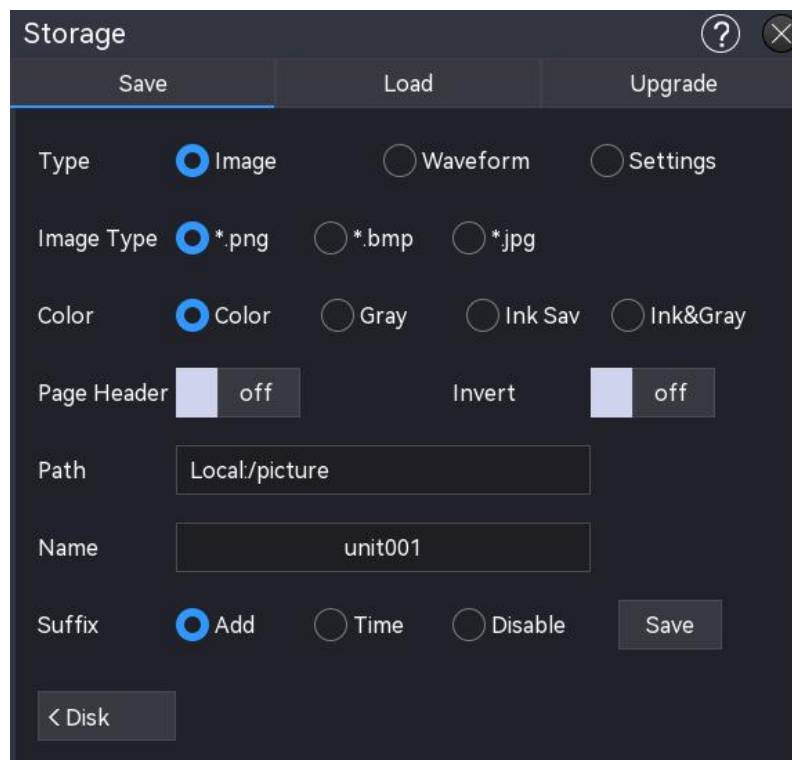 Storage ?
Save Load Upgrade
Type Image Waveform Settings
Image Type *.png *.bmp *.jpg
Color Color Gray Ink Sav Ink&Gray
Page Header off Invert off
Path Local:/picture
Name unit001
Suffix Add Time Disable Save
< Disk